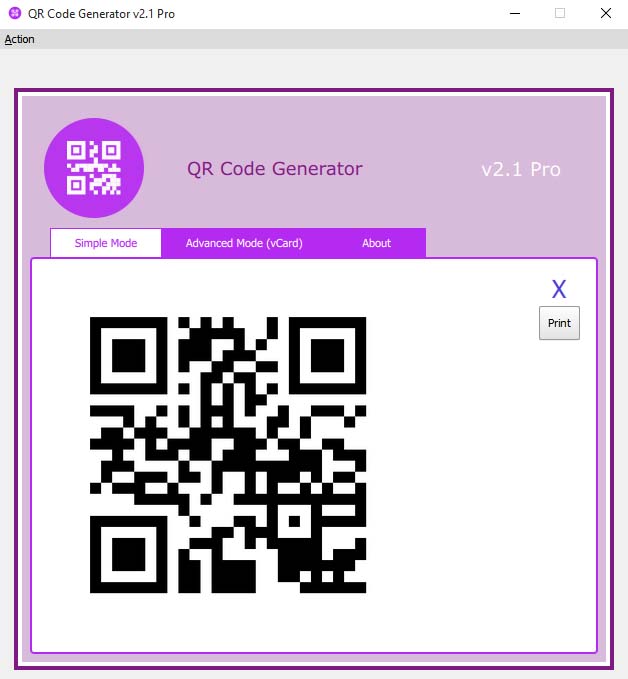 QR Code Generator v2.1 Pro
Action
QR Code Generator
v2.1 Pro
Simple Mode
Advanced Mode (vCard)
About
X
Print